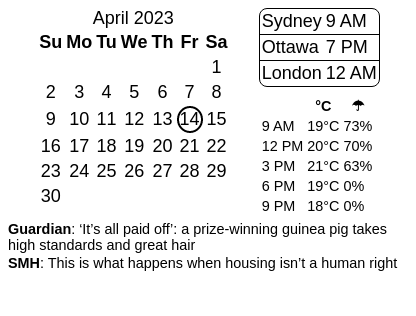 April 2023
Su Mo Tu We Th Fr Sa
1
2 3 4 5 6 7 8
9 10 11 12 13 14 15
16 17 18 19 20 21 22
23 24 25 26 27 28 29
30
Sydney 9 AM
Ottawa 7 PM
London 12 AM
°C ☂
9 AM 19°C 73%
12 PM 20°C 70%
3 PM 21°C 63%
6 PM 19°C 0%
9 PM 18°C 0%
Guardian: ‘It’s all paid off’: a prize-winning guinea pig takes
high standards and great hair
SMH: This is what happens when housing isn’t a human right